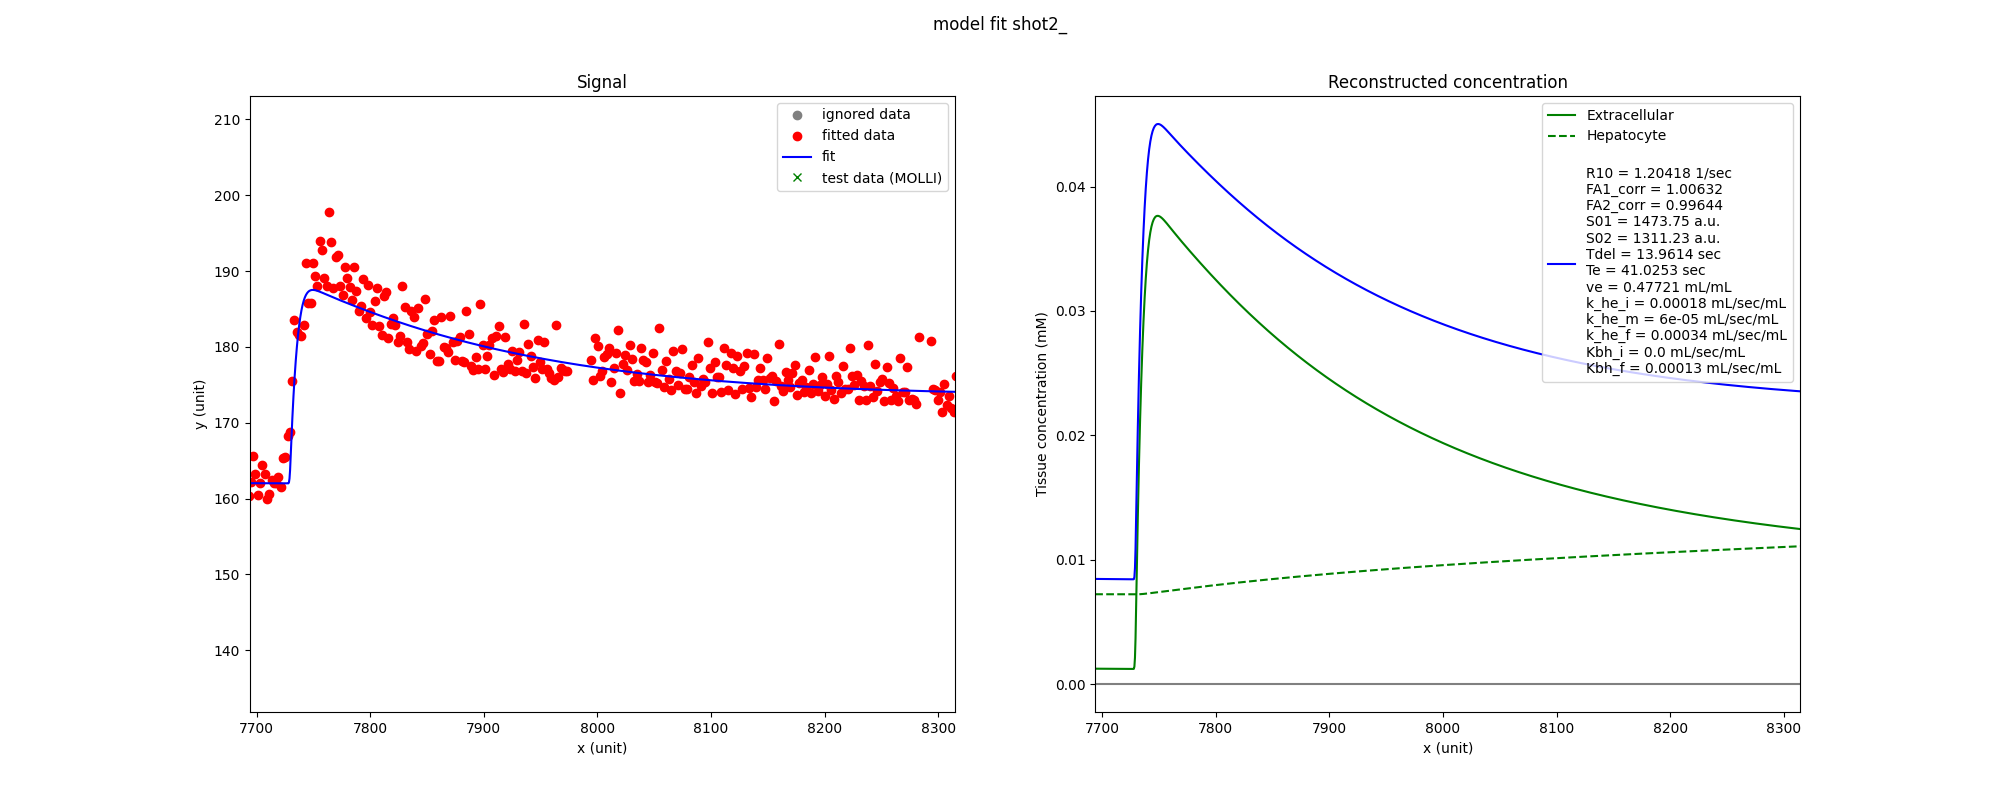 model fit shot2_
Signal
210
200
190
180
170
160
150
140
y (unit)
7700 7800 7900 8000 8100 8200 8300
x (unit)
ignored data
fitted data
fit
test data (MOLLI)
Reconstructed concentration
0.04
0.03
0.02
0.01
0.00
Tissue concentration (mM)
7700 7800 7900 8000 8100 8200 8300
x (unit)
Extracellular
Hepatocyte
R10 = 1.20418 1/sec
FA1_corr = 1.00632
FA2_corr = 0.99644
S01 = 1473.75 a.u.
S02 = 1311.23 a.u.
Tdel = 13.9614 sec
Te = 41.0253 sec
ve = 0.47721 mL/mL
k_he_i = 0.00018 mL/sec/mL
k_he_m = 6e-05 mL/sec/mL
k_he_f = 0.00034 mL/sec/mL
Kbh_i = 0.0 mL/sec/mL
Kbh_f = 0.00013 mL/sec/mL